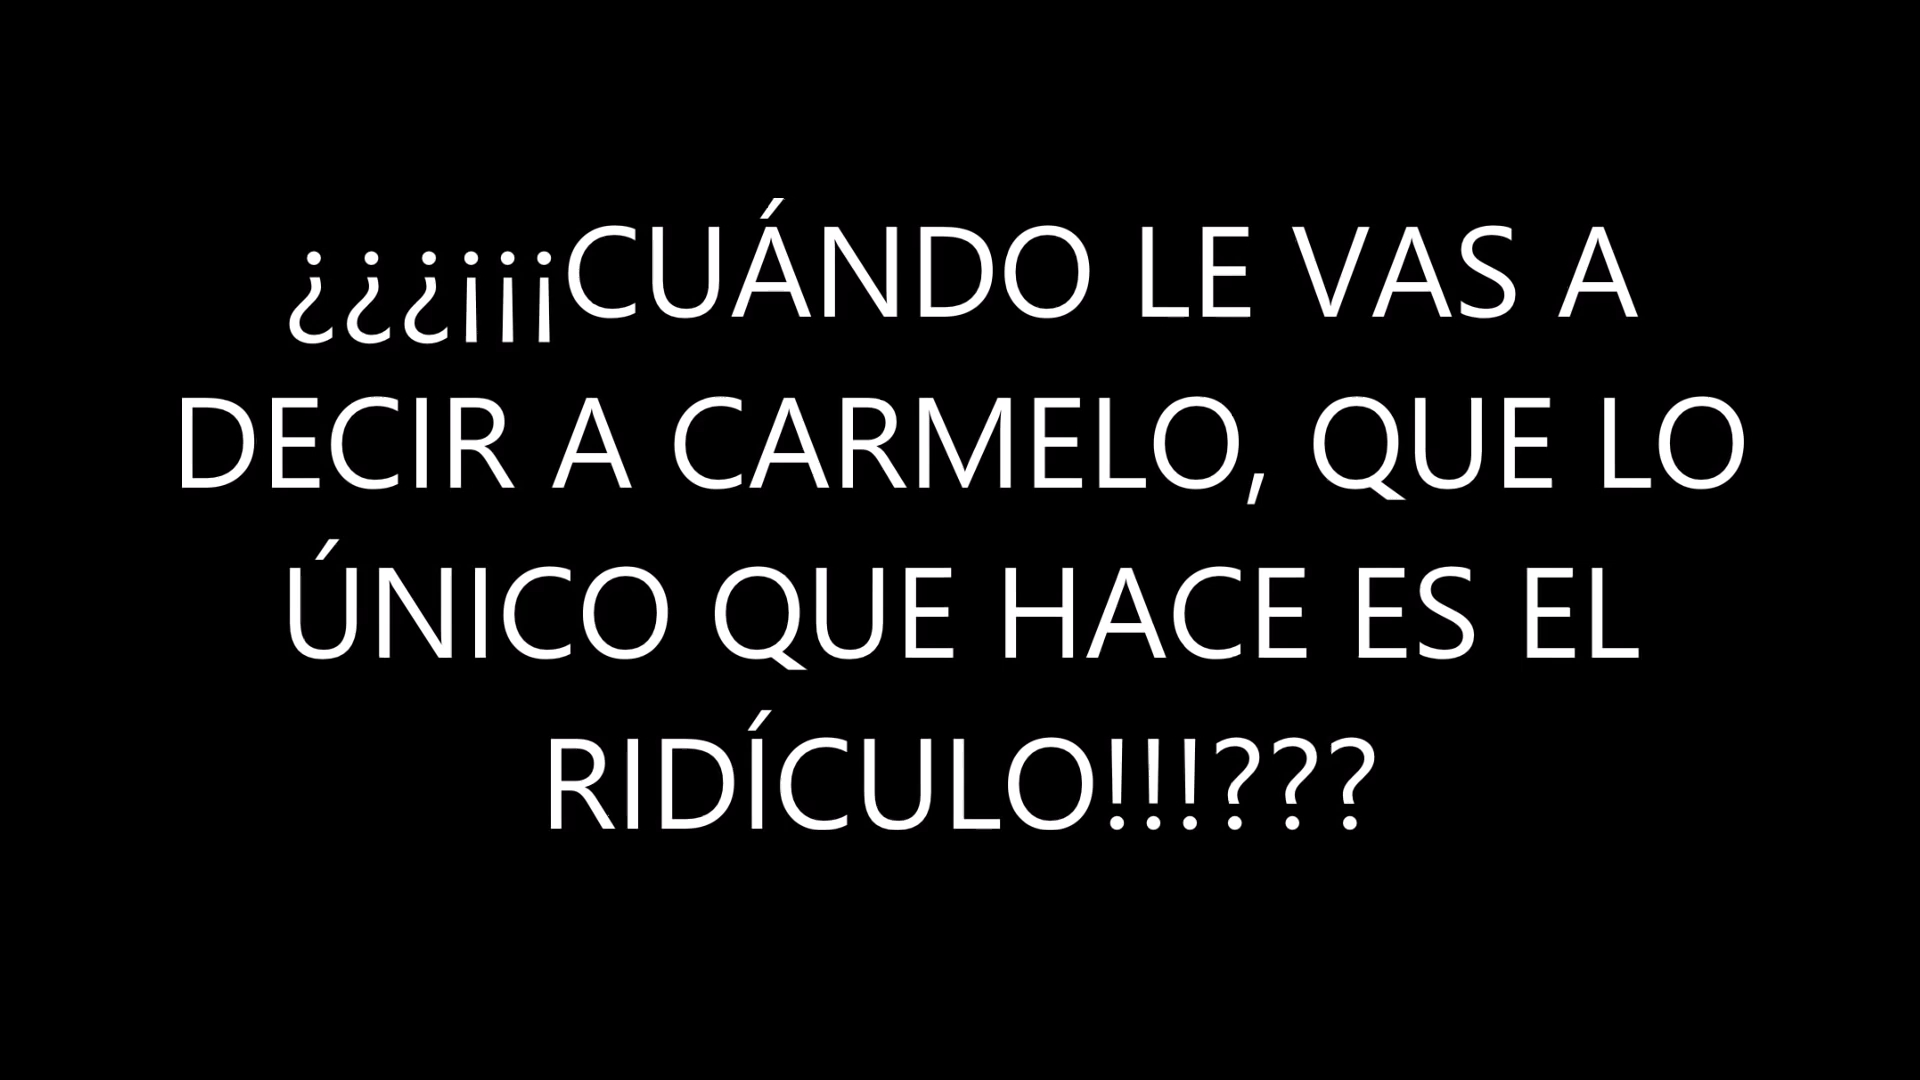 ¿¿¿¡¡¡CUÁNDO LE VAS A
DECIR A CARMELO, QUE LO
ÚNICO QUE HACE ES EL
RIDÍCULO!!!???